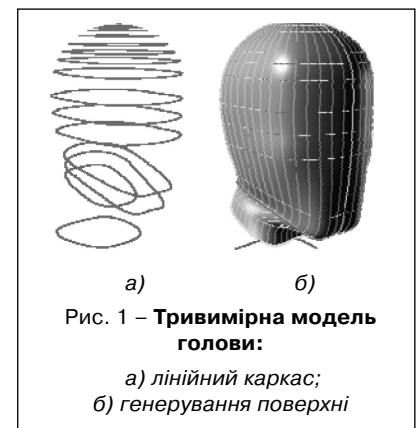 а) б)
Рис. 1 – Тривимірна модель
голови:
а) лінійний каркас;
б) генерування поверхні